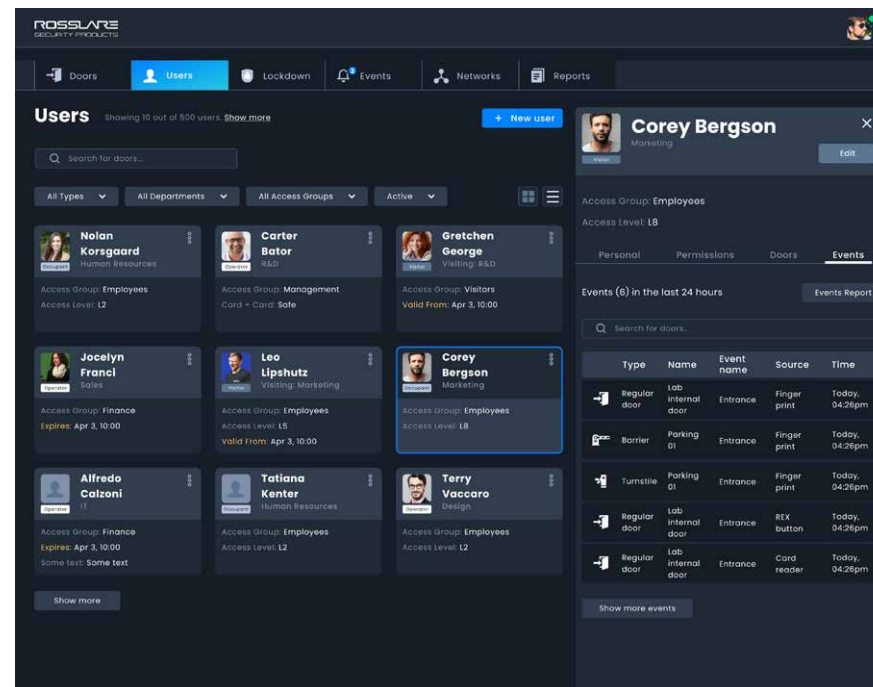 ROSSLARE
SECURITY PRODUCTS
Doors
Users
Lockdown
3
Events
Networks
Reports
Users
Showing 10 out of 500 users. Show more
+ New user
Search for doors...
All Types
All Departments
All Access Groups
Active
Nolan
Korsgaard
Human Resources
Occupant
Access Group: Employees
Access Level: L2
Carter
Bator
R&D
Operator
Access Group: Management
Card + Card: Safe
Gretchen
George
Visiting: R&D
Visitor
Access Group: Visitors
Valid From: Apr 3, 10:00
Jocelyn
Franci
Sales
Operator
Access Group: Finance
Expires: Apr 3, 10:00
Leo
Lipshutz
Visiting: Marketing
Visitor
Access Group: Employees
Access Level: L5
Valid From: Apr 3, 10:00
Corey
Bergson
Marketing
Occupant
Access Group: Employees
Access Level: L8
Alfredo
Calzoni
IT
Operator
Access Group: Finance
Expires: Apr 3, 10:00
Some text: Some text
Tatiana
Kenter
Human Resources
Occupant
Access Group: Employees
Access Level: L2
Terry
Vaccaro
Design
Operator
Access Group: Employees
Access Level: L2
Show more
Corey Bergson
Marketing
Visitor
Edit
Access Group: Employees
Access Level: L8
Personal
Permissions
Doors
Events
Events (6) in the last 24 hours
Events Report
Search for doors...
Type Name Event name Source Time
Regular door Lab internal door Entrance Finger print Today, 04:26pm
Barrier Parking 01 Entrance Finger print Today, 04:26pm
Turnstile Parking 01 Entrance Finger print Today, 04:26pm
Regular door Lab internal door Entrance REX button Today, 04:26pm
Regular door Lab internal door Entrance Card reader Today, 04:26pm
Show more events